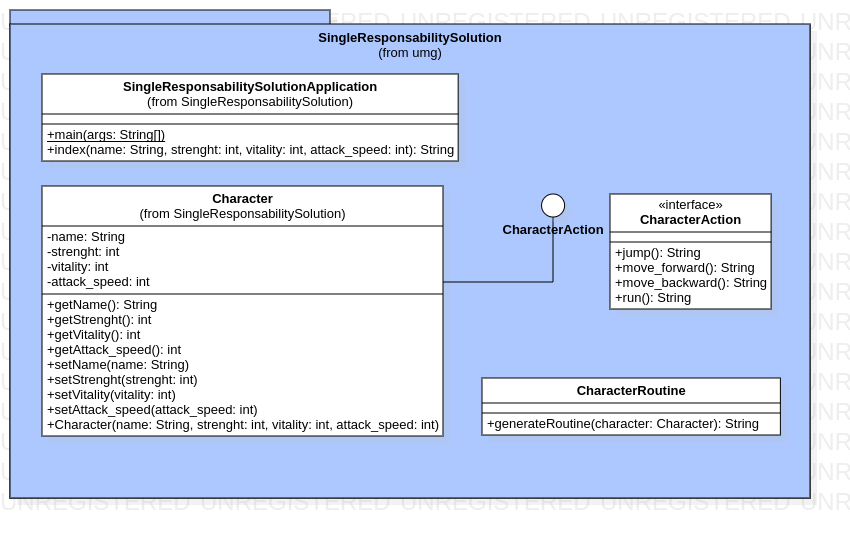 SingleResponsabilitySolution
(from umg)
SingleResponsabilitySolutionApplication
(from SingleResponsabilitySolution)
+main(args: String[])
+index(name: String, strenght: int, vitality: int, attack_speed: int): String
Character
(from SingleResponsabilitySolution)
-name: String
-strenght: int
-vitality: int
-attack_speed: int
+getName(): String
+getStrenght(): int
+getVitality(): int
+getAttack_speed(): int
+setName(name: String)
+setStrenght(strenght: int)
+setVitality(vitality: int)
+setAttack_speed(attack_speed: int)
+Character(name: String, strenght: int, vitality: int, attack_speed: int)
CharacterAction
«interface»
CharacterAction
+jump(): String
+move_forward(): String
+move_backward(): String
+run(): String
CharacterRoutine
+generateRoutine(character: Character): String
UNREGISTERED UNREGISTERED UNREGISTERED UNREGISTERED UNR